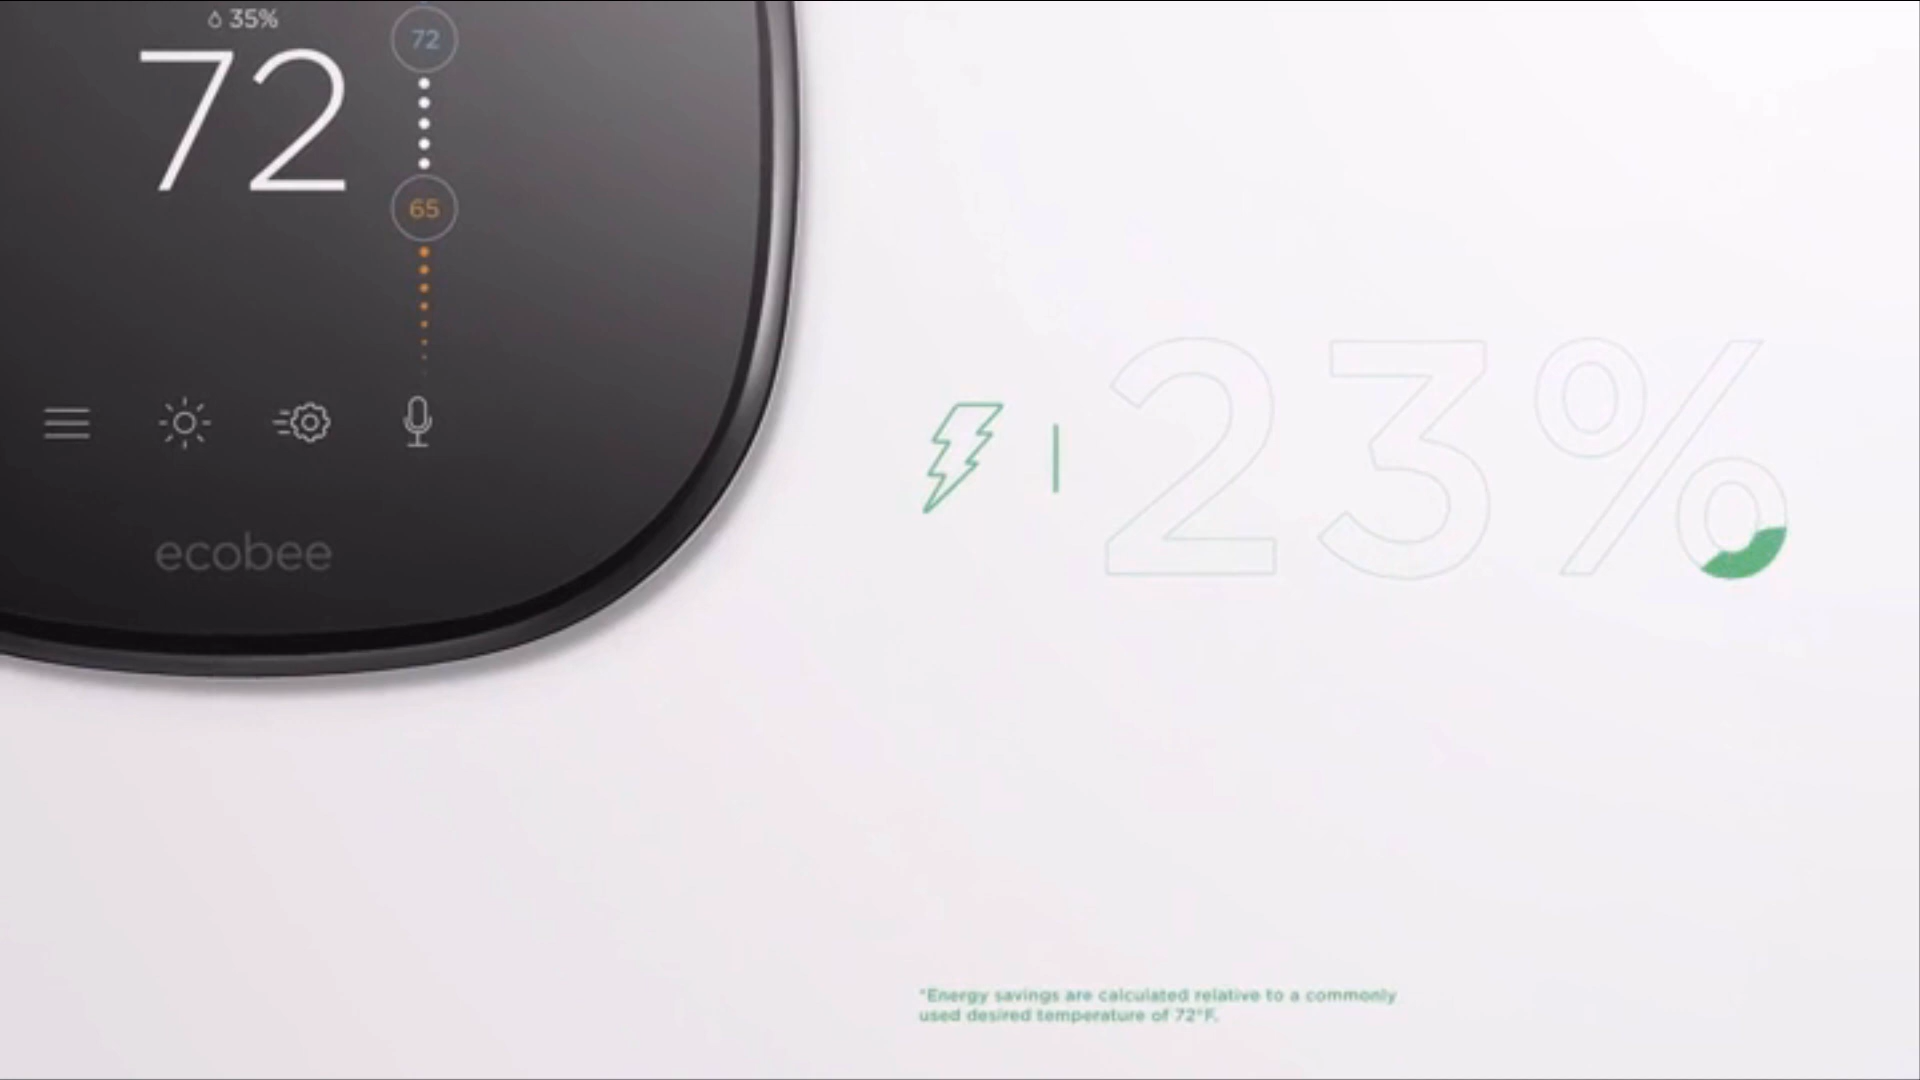 35%
72
72
65
ecobee
23%
*Energy savings are calculated relative to a commonly
used desired temperature of 72°F.